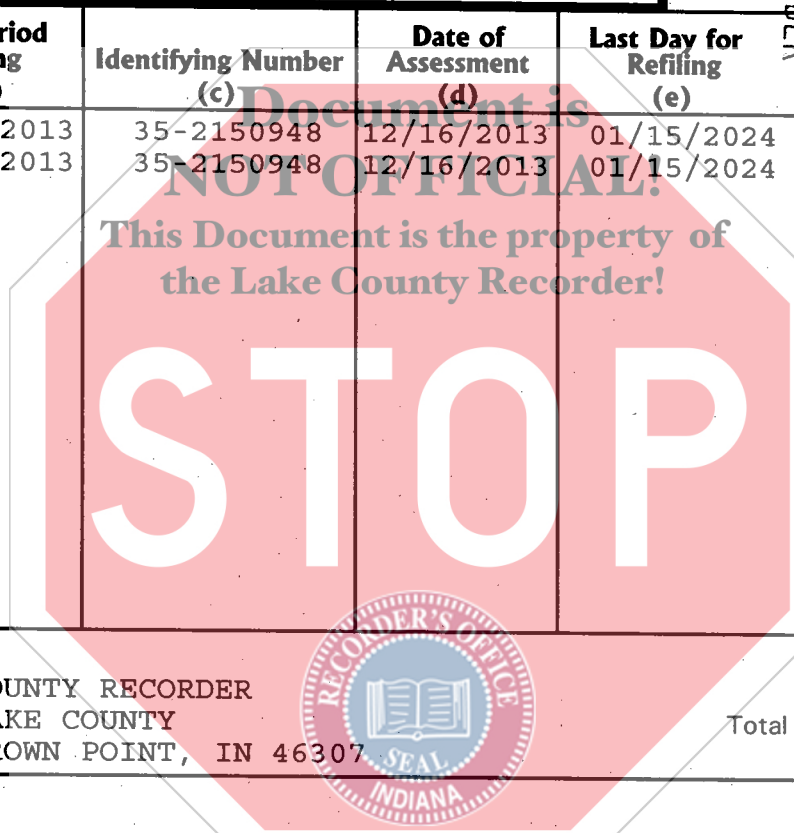 riod Date of Last Day for
ng Identifying Number Assessment Refiling
(c) (d) (e)
Document is
2013 35-2150948 12/16/2013 01/15/2024
2013 35-2150948 12/16/2013 01/15/2024
NOT OFFICIAL!
This Document is the property of
the Lake County Recorder!
STOP
OUNTY RECORDER
AKE COUNTY Total
ROWN POINT, IN 46307
RECORDER'S OFFICE
SEAL
INDIANA